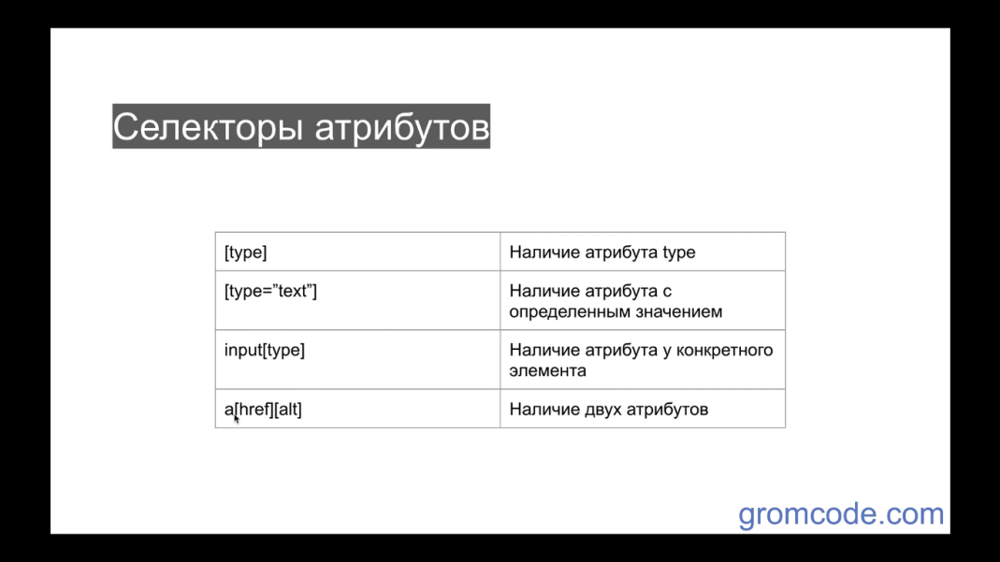 Селекторы атрибутов
[type]
Наличие атрибута type
[type=”text”]
Наличие атрибута с
определенным значением
input[type]
Наличие атрибута у конкретного
элемента
a[href][alt]
Наличие двух атрибутов
gromcode.com